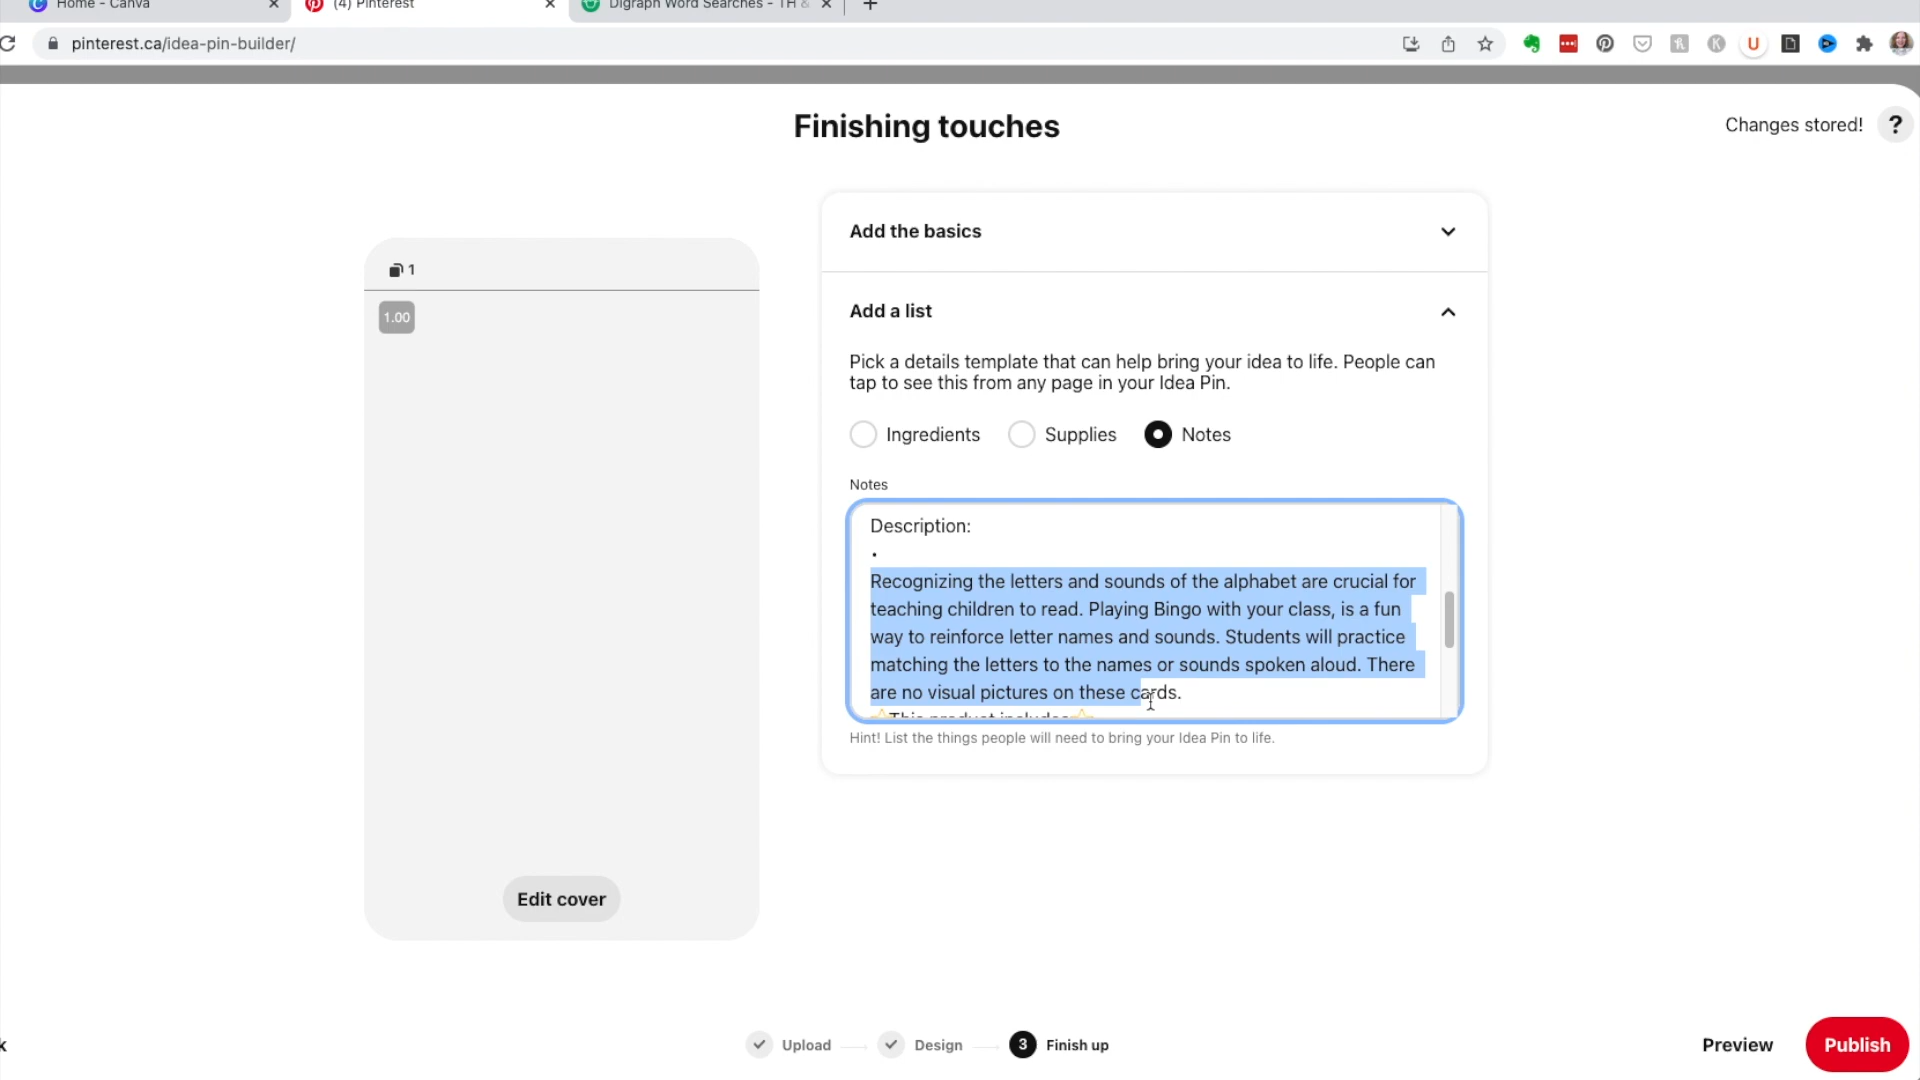 Home - Canva
(4) Pinterest
Digraph Word Searches - TH &
pinterest.ca/idea-pin-builder/
Finishing touches
Changes stored!
?
Add the basics
1
1.00
Add a list
Pick a details template that can help bring your idea to life. People can
tap to see this from any page in your Idea Pin.
Ingredients
Supplies
Notes
Notes
Description:
•
Recognizing the letters and sounds of the alphabet are crucial for
teaching children to read. Playing Bingo with your class, is a fun
way to reinforce letter names and sounds. Students will practice
matching the letters to the names or sounds spoken aloud. There
are no visual pictures on these cards.
⭐This product includes⭐
Hint! List the things people will need to bring your Idea Pin to life.
Edit cover
k
Upload
Design
3 Finish up
Preview
Publish